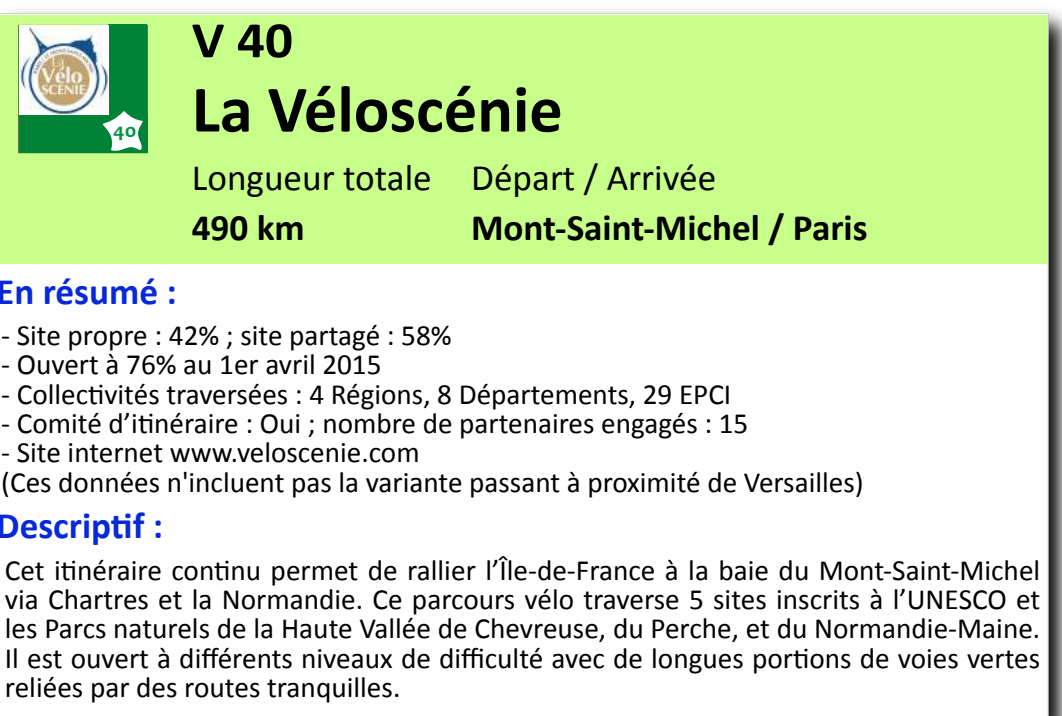 V 40
La Vélo
SCÉNIE
40
La Véloscénie
Longueur totale Départ / Arrivée
490 km Mont-Saint-Michel / Paris
En résumé :
- Site propre : 42% ; site partagé : 58%
- Ouvert à 76% au 1er avril 2015
- Collectivités traversées : 4 Régions, 8 Départements, 29 EPCI
- Comité d’itinéraire : Oui ; nombre de partenaires engagés : 15
- Site internet www.veloscenie.com
(Ces données n'incluent pas la variante passant à proximité de Versailles)
Descriptif :
Cet itinéraire continu permet de rallier l’Île-de-France à la baie du Mont-Saint-Michel
via Chartres et la Normandie. Ce parcours vélo traverse 5 sites inscrits à l’UNESCO et
les Parcs naturels de la Haute Vallée de Chevreuse, du Perche, et du Normandie-Maine.
Il est ouvert à différents niveaux de difficulté avec de longues portions de voies vertes
reliées par des routes tranquilles.